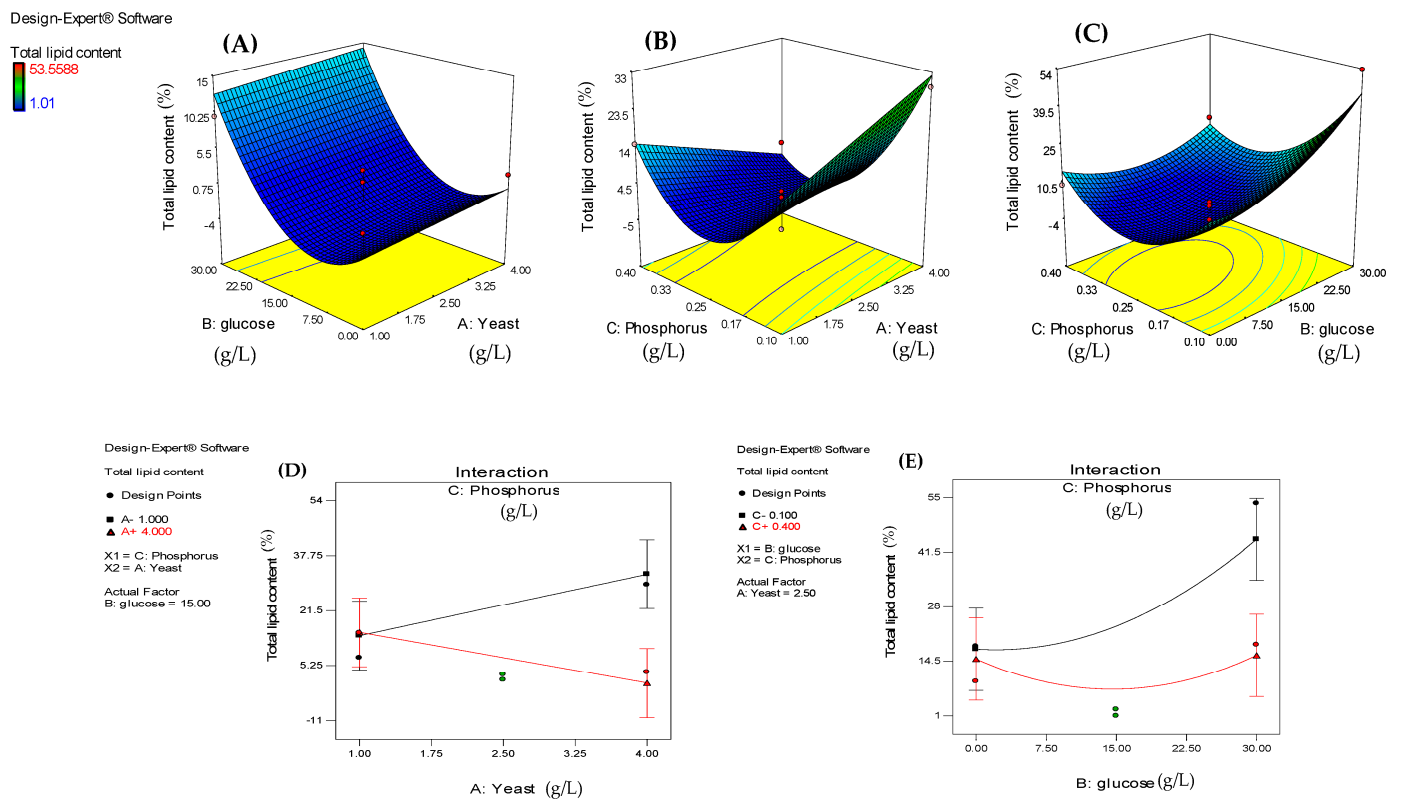 Design-Expert® Software
Total lipid content
53.5588
1.01
(A)
Total lipid content (%)
15
10.25
5.5
0.75
-4
30.00
22.50
15.00
7.50
0.00
1.00
1.75
2.50
3.25
4.00
B: glucose
(g/L)
A: Yeast
(g/L)
(B)
Total lipid content (%)
33
23.5
14
4.5
-5
0.40
0.33
0.25
0.17
0.10
1.00
1.75
2.50
3.25
4.00
C: Phosphorus
(g/L)
A: Yeast
(g/L)
(C)
Total lipid content (%)
54
39.5
25
10.5
-4
0.40
0.33
0.25
0.17
0.10
0.00
7.50
15.00
22.50
30.00
C: Phosphorus
(g/L)
B: glucose
(g/L)
Design-Expert® Software
Total lipid content
Design Points
A- 1.000
A+ 4.000
X1 = C: Phosphorus
X2 = A: Yeast
Actual Factor
B: glucose = 15.00
(D)
Interaction
C: Phosphorus
(g/L)
Total lipid content (%)
54
37.75
21.5
5.25
-11
1.00
1.75
2.50
3.25
4.00
A: Yeast (g/L)
Design-Expert® Software
Total lipid content
Design Points
C- 0.100
C+ 0.400
X1 = B: glucose
X2 = C: Phosphorus
Actual Factor
A: Yeast = 2.50
(E)
Interaction
C: Phosphorus
(g/L)
Total lipid content (%)
55
41.5
28
14.5
1
0.00
7.50
15.00
22.50
30.00
B: glucose (g/L)